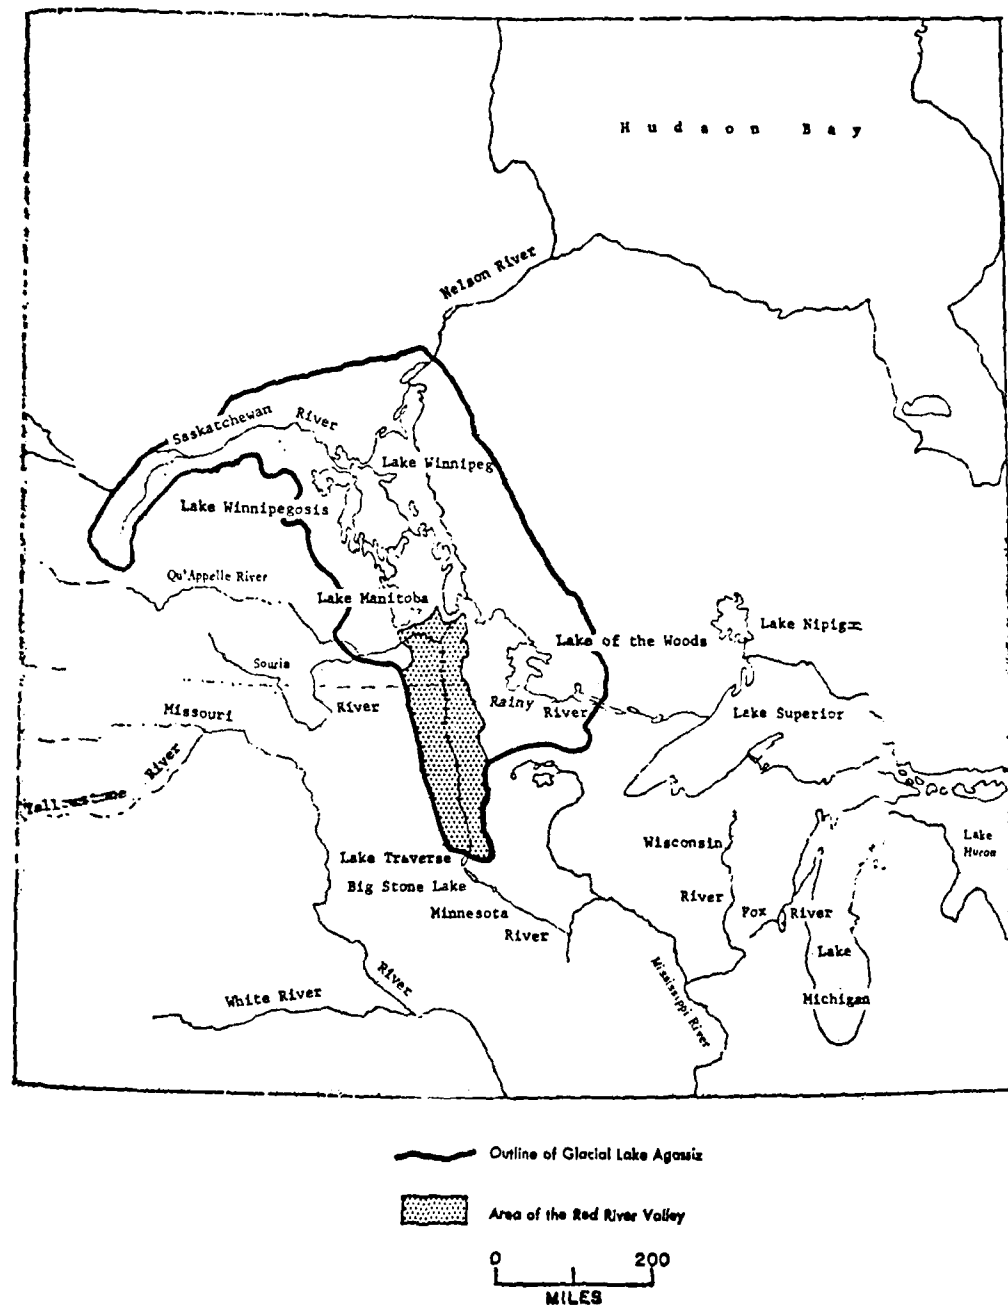 Hudson Bay
Nelson River
Saskatchewan River
Lake Winnipeg
Lake Winnipegosis
Qu'Appelle River
Lake Manitoba
Lake Nipigon
Lake of the Woods
Souris
River
Rainy River
Missouri
Lake Superior
River
Yellowstone
Wisconsin
River
Lake
Huron
Lake Traverse
Big Stone Lake
Minnesota
River
Fox River
Lake
Michigan
Mississippi River
River
White River
Outline of Glacial Lake Agassiz
Area of the Red River Valley
0 200
MILES